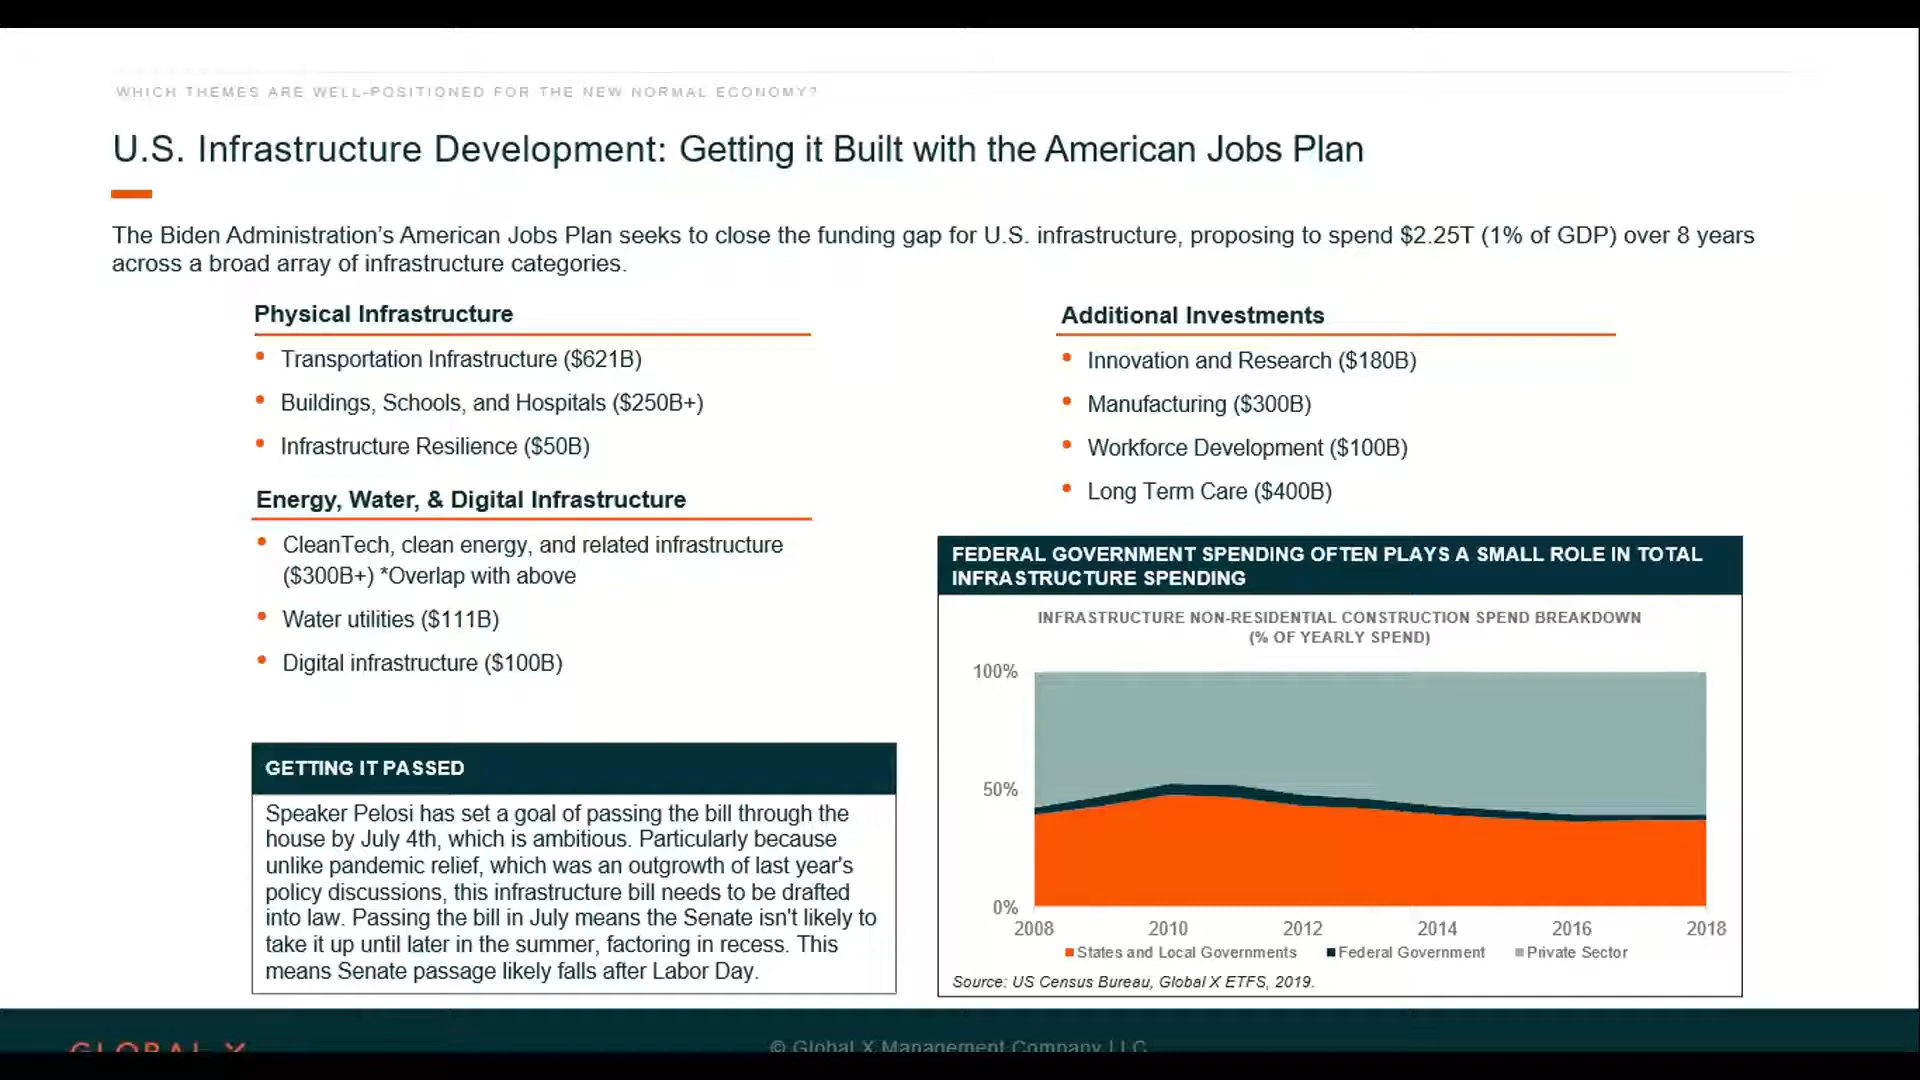 WHICH THEMES ARE WELL-POSITIONED FOR THE NEW NORMAL ECONOMY?
U.S. Infrastructure Development: Getting it Built with the American Jobs Plan
The Biden Administration's American Jobs Plan seeks to close the funding gap for U.S. infrastructure, proposing to spend $2.25T (1% of GDP) over 8 years
across a broad array of infrastructure categories.
Physical Infrastructure
• Transportation Infrastructure ($621B)
• Buildings, Schools, and Hospitals ($250B+)
• Infrastructure Resilience ($50B)
Energy, Water, & Digital Infrastructure
• CleanTech, clean energy, and related infrastructure
($300B+) *Overlap with above
• Water utilities ($111B)
• Digital infrastructure ($100B)
GETTING IT PASSED
Speaker Pelosi has set a goal of passing the bill through the
house by July 4th, which is ambitious. Particularly because
unlike pandemic relief, which was an outgrowth of last year's
policy discussions, this infrastructure bill needs to be drafted
into law. Passing the bill in July means the Senate isn't likely to
take it up until later in the summer, factoring in recess. This
means Senate passage likely falls after Labor Day.
Additional Investments
• Innovation and Research ($180B)
• Manufacturing ($300B)
• Workforce Development ($100B)
• Long Term Care ($400B)
FEDERAL GOVERNMENT SPENDING OFTEN PLAYS A SMALL ROLE IN TOTAL
INFRASTRUCTURE SPENDING
INFRASTRUCTURE NON-RESIDENTIAL CONSTRUCTION SPEND BREAKDOWN
(% OF YEARLY SPEND)
100%
50%
0%
2008 2010 2012 2014 2016 2018
States and Local Governments Federal Government Private Sector
Source: US Census Bureau, Global X ETFS, 2019.
GLOBAL X
© Global X Management Company LLC